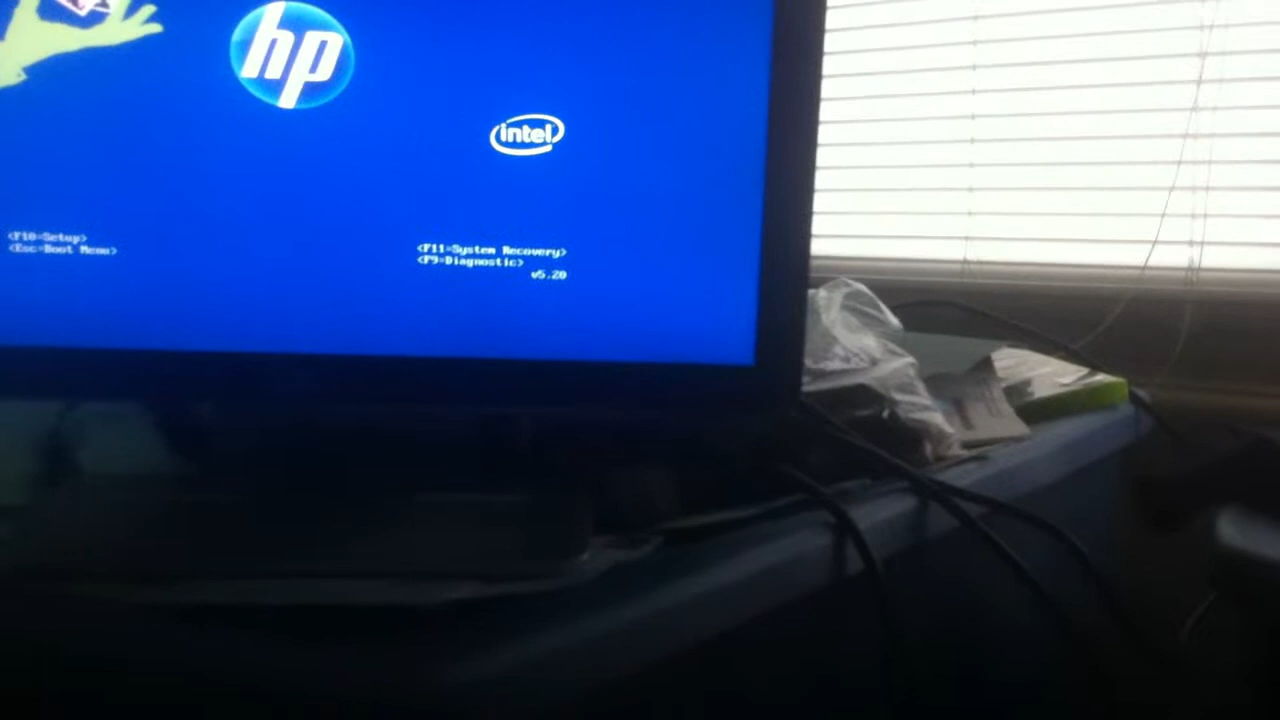 hp
intel
<F10=Setup>
<Esc=Boot Menu>
<F11=System Recovery>
<F9=Diagnostic>
v5.20